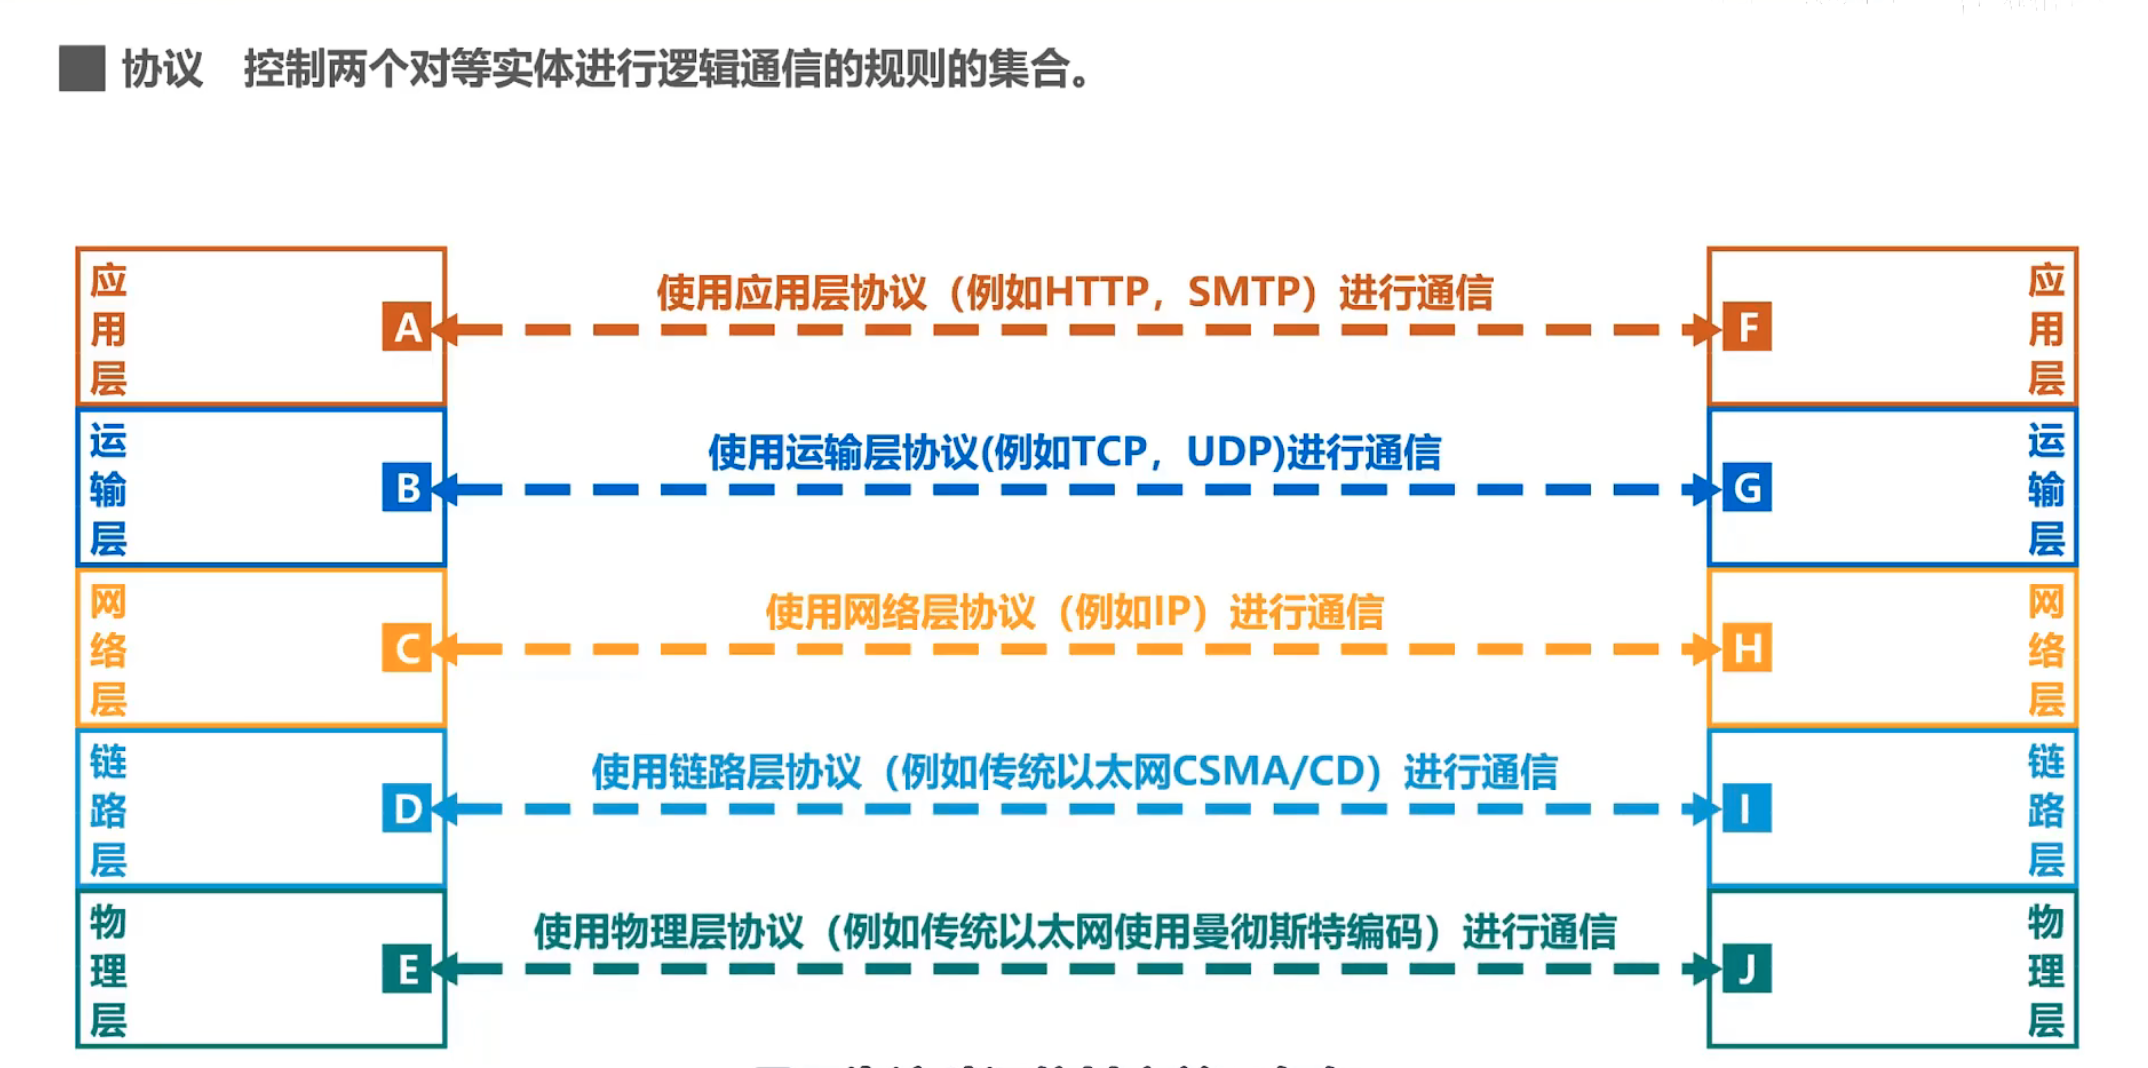 协议 控制两个对等实体进行逻辑通信的规则的集合。
应用层
A
使用应用层协议（例如HTTP，SMTP）进行通信
F
应用层
运输层
B
使用运输层协议(例如TCP，UDP)进行通信
G
运输层
网络层
C
使用网络层协议（例如IP）进行通信
H
网络层
链路层
D
使用链路层协议（例如传统以太网CSMA/CD）进行通信
I
链路层
物理层
E
使用物理层协议（例如传统以太网使用曼彻斯特编码）进行通信
J
物理层